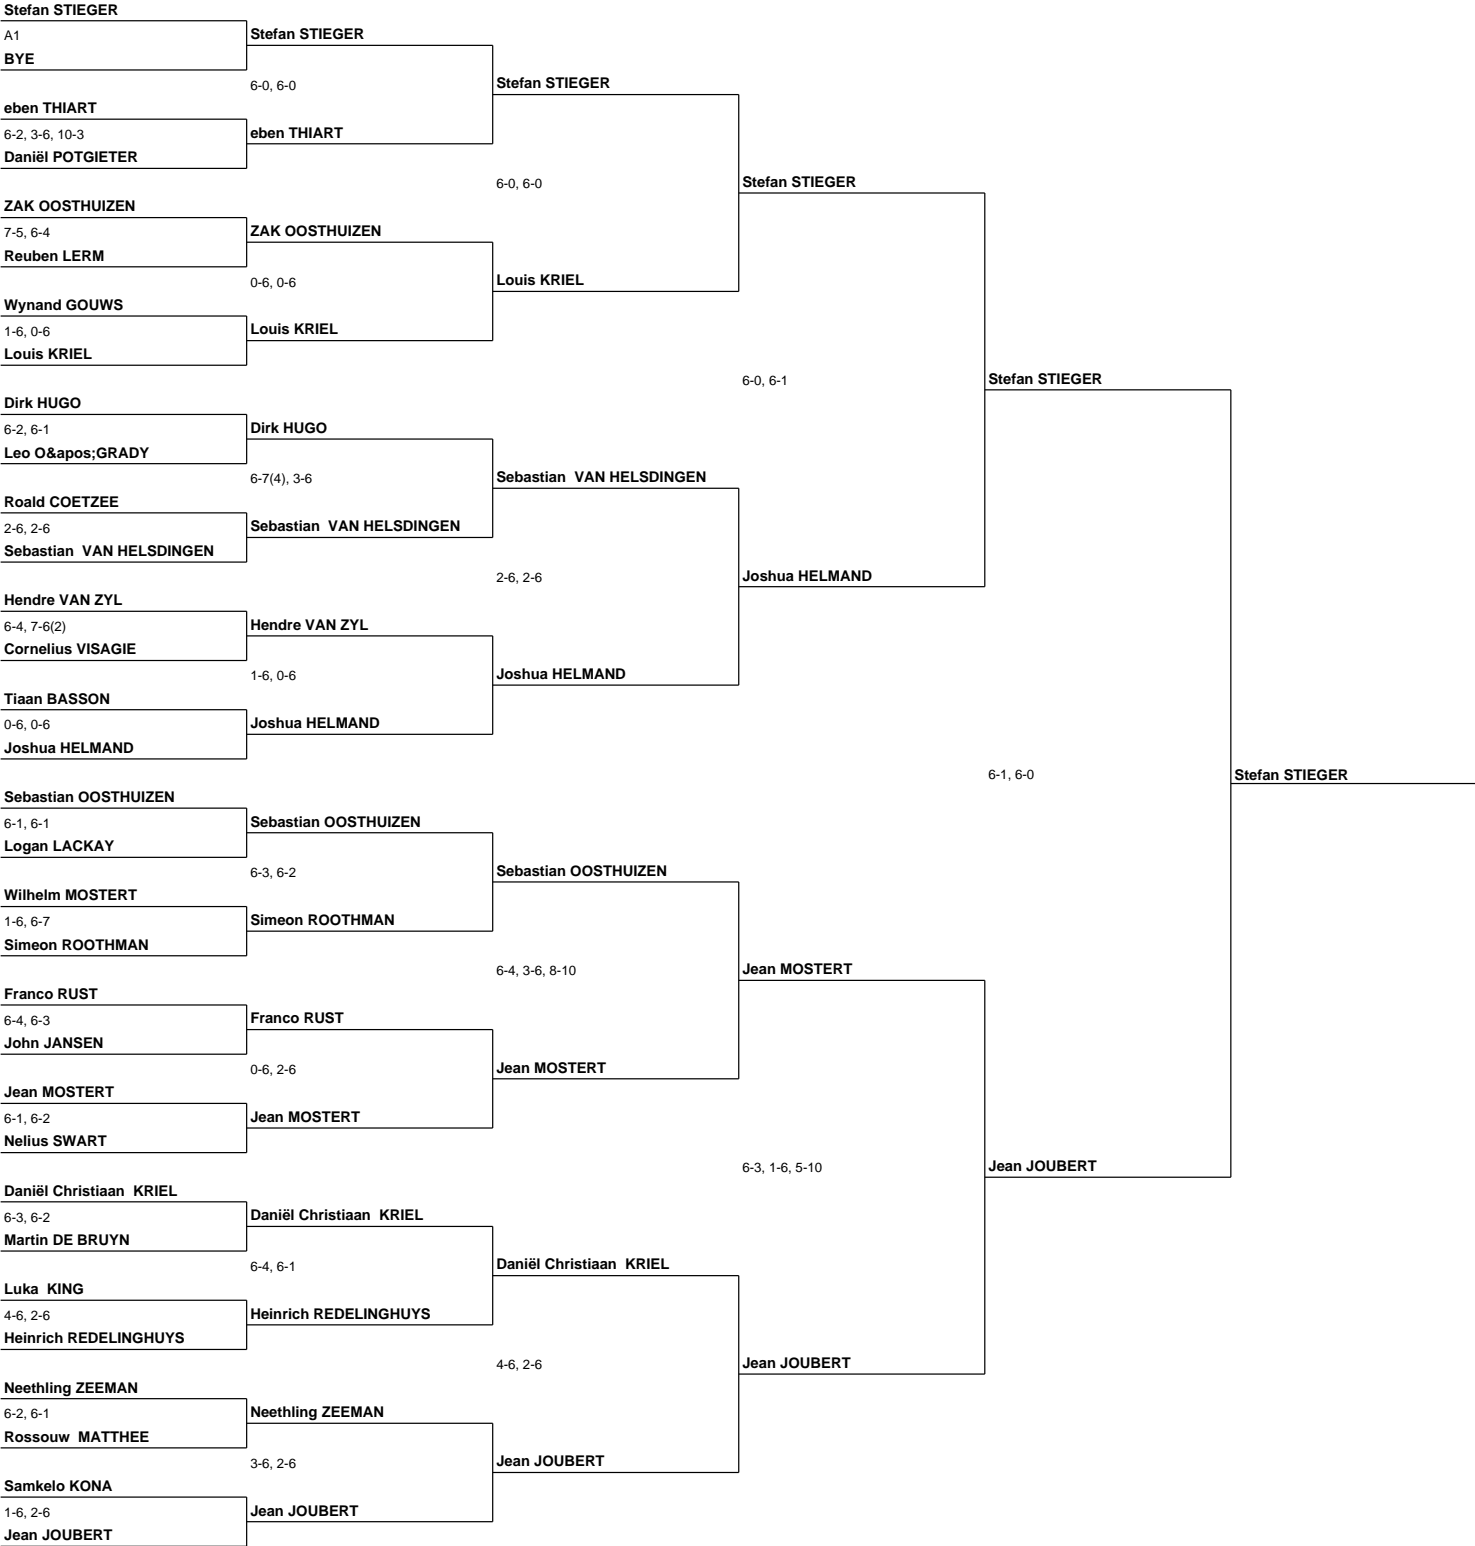 Stefan STIEGER
A1
BYE
eben THIART
6-2, 3-6, 10-3
Daniël POTGIETER
ZAK OOSTHUIZEN
7-5, 6-4
Reuben LERM
Wynand GOUWS
1-6, 0-6
Louis KRIEL
Dirk HUGO
6-2, 6-1
Leo O&apos;GRADY
Roald COETZEE
2-6, 2-6
Sebastian  VAN HELSDINGEN
Hendre VAN ZYL
6-4, 7-6(2)
Cornelius VISAGIE
Tiaan BASSON
0-6, 0-6
Joshua HELMAND
Sebastian OOSTHUIZEN
6-1, 6-1
Logan LACKAY
Wilhelm MOSTERT
1-6, 6-7
Simeon ROOTHMAN
Franco RUST
6-4, 6-3
John JANSEN
Jean MOSTERT
6-1, 6-2
Nelius SWART
Daniël Christiaan  KRIEL
6-3, 6-2
Martin DE BRUYN
Luka  KING
4-6, 2-6
Heinrich REDELINGHUYS
Neethling ZEEMAN
6-2, 6-1
Rossouw  MATTHEE
Samkelo KONA
1-6, 2-6
Jean JOUBERT
Stefan STIEGER
6-0, 6-0
eben THIART
ZAK OOSTHUIZEN
0-6, 0-6
Louis KRIEL
Dirk HUGO
6-7(4), 3-6
Sebastian  VAN HELSDINGEN
Hendre VAN ZYL
1-6, 0-6
Joshua HELMAND
Sebastian OOSTHUIZEN
6-3, 6-2
Simeon ROOTHMAN
Franco RUST
0-6, 2-6
Jean MOSTERT
Daniël Christiaan  KRIEL
6-4, 6-1
Heinrich REDELINGHUYS
Neethling ZEEMAN
3-6, 2-6
Jean JOUBERT
Stefan STIEGER
6-0, 6-0
Louis KRIEL
Sebastian  VAN HELSDINGEN
2-6, 2-6
Joshua HELMAND
Sebastian OOSTHUIZEN
6-4, 3-6, 8-10
Jean MOSTERT
Daniël Christiaan  KRIEL
4-6, 2-6
Jean JOUBERT
Stefan STIEGER
6-0, 6-1
Joshua HELMAND
Jean MOSTERT
6-3, 1-6, 5-10
Jean JOUBERT
Stefan STIEGER
6-1, 6-0
Jean JOUBERT
Stefan STIEGER